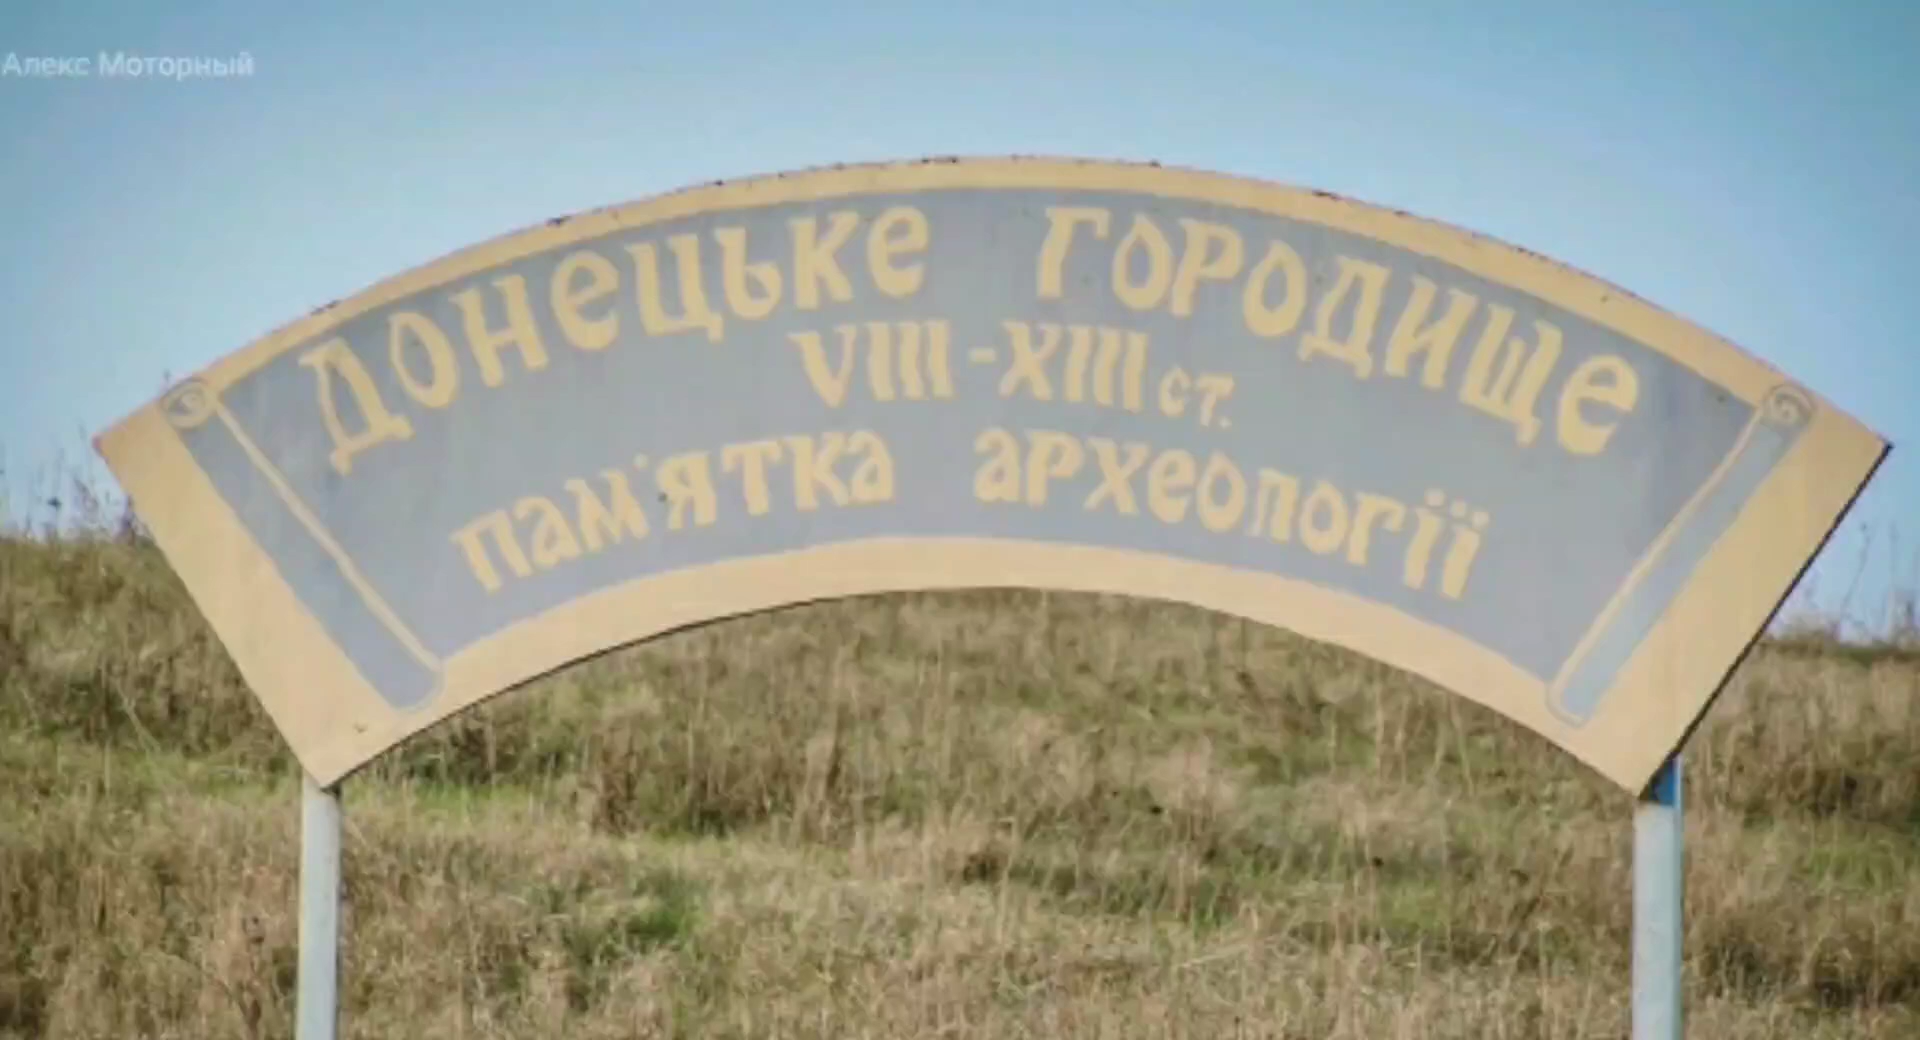 Алекс Моторный
Донецьке городище
VIII-XIII ст.
пам'ятка археології